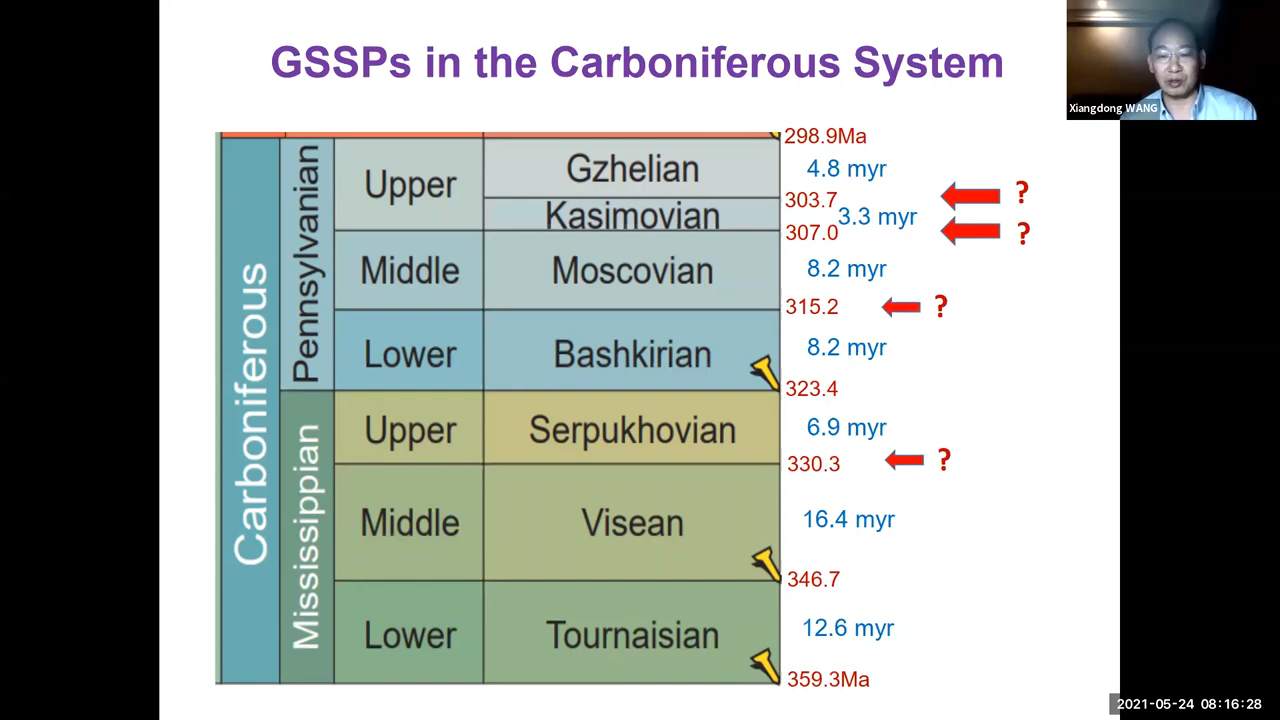 GSSPs in the Carboniferous System
Xiangdong WANG
298.9Ma
Carboniferous
Pennsylvanian
Upper
Gzhelian
4.8 myr
303.7
?
Kasimovian
3.3 myr
307.0
?
Middle
Moscovian
8.2 myr
315.2
?
Lower
Bashkirian
8.2 myr
323.4
Mississippian
Upper
Serpukhovian
6.9 myr
330.3
?
Middle
Visean
16.4 myr
346.7
Lower
Tournaisian
12.6 myr
359.3Ma
2021-05-24 08:16:28